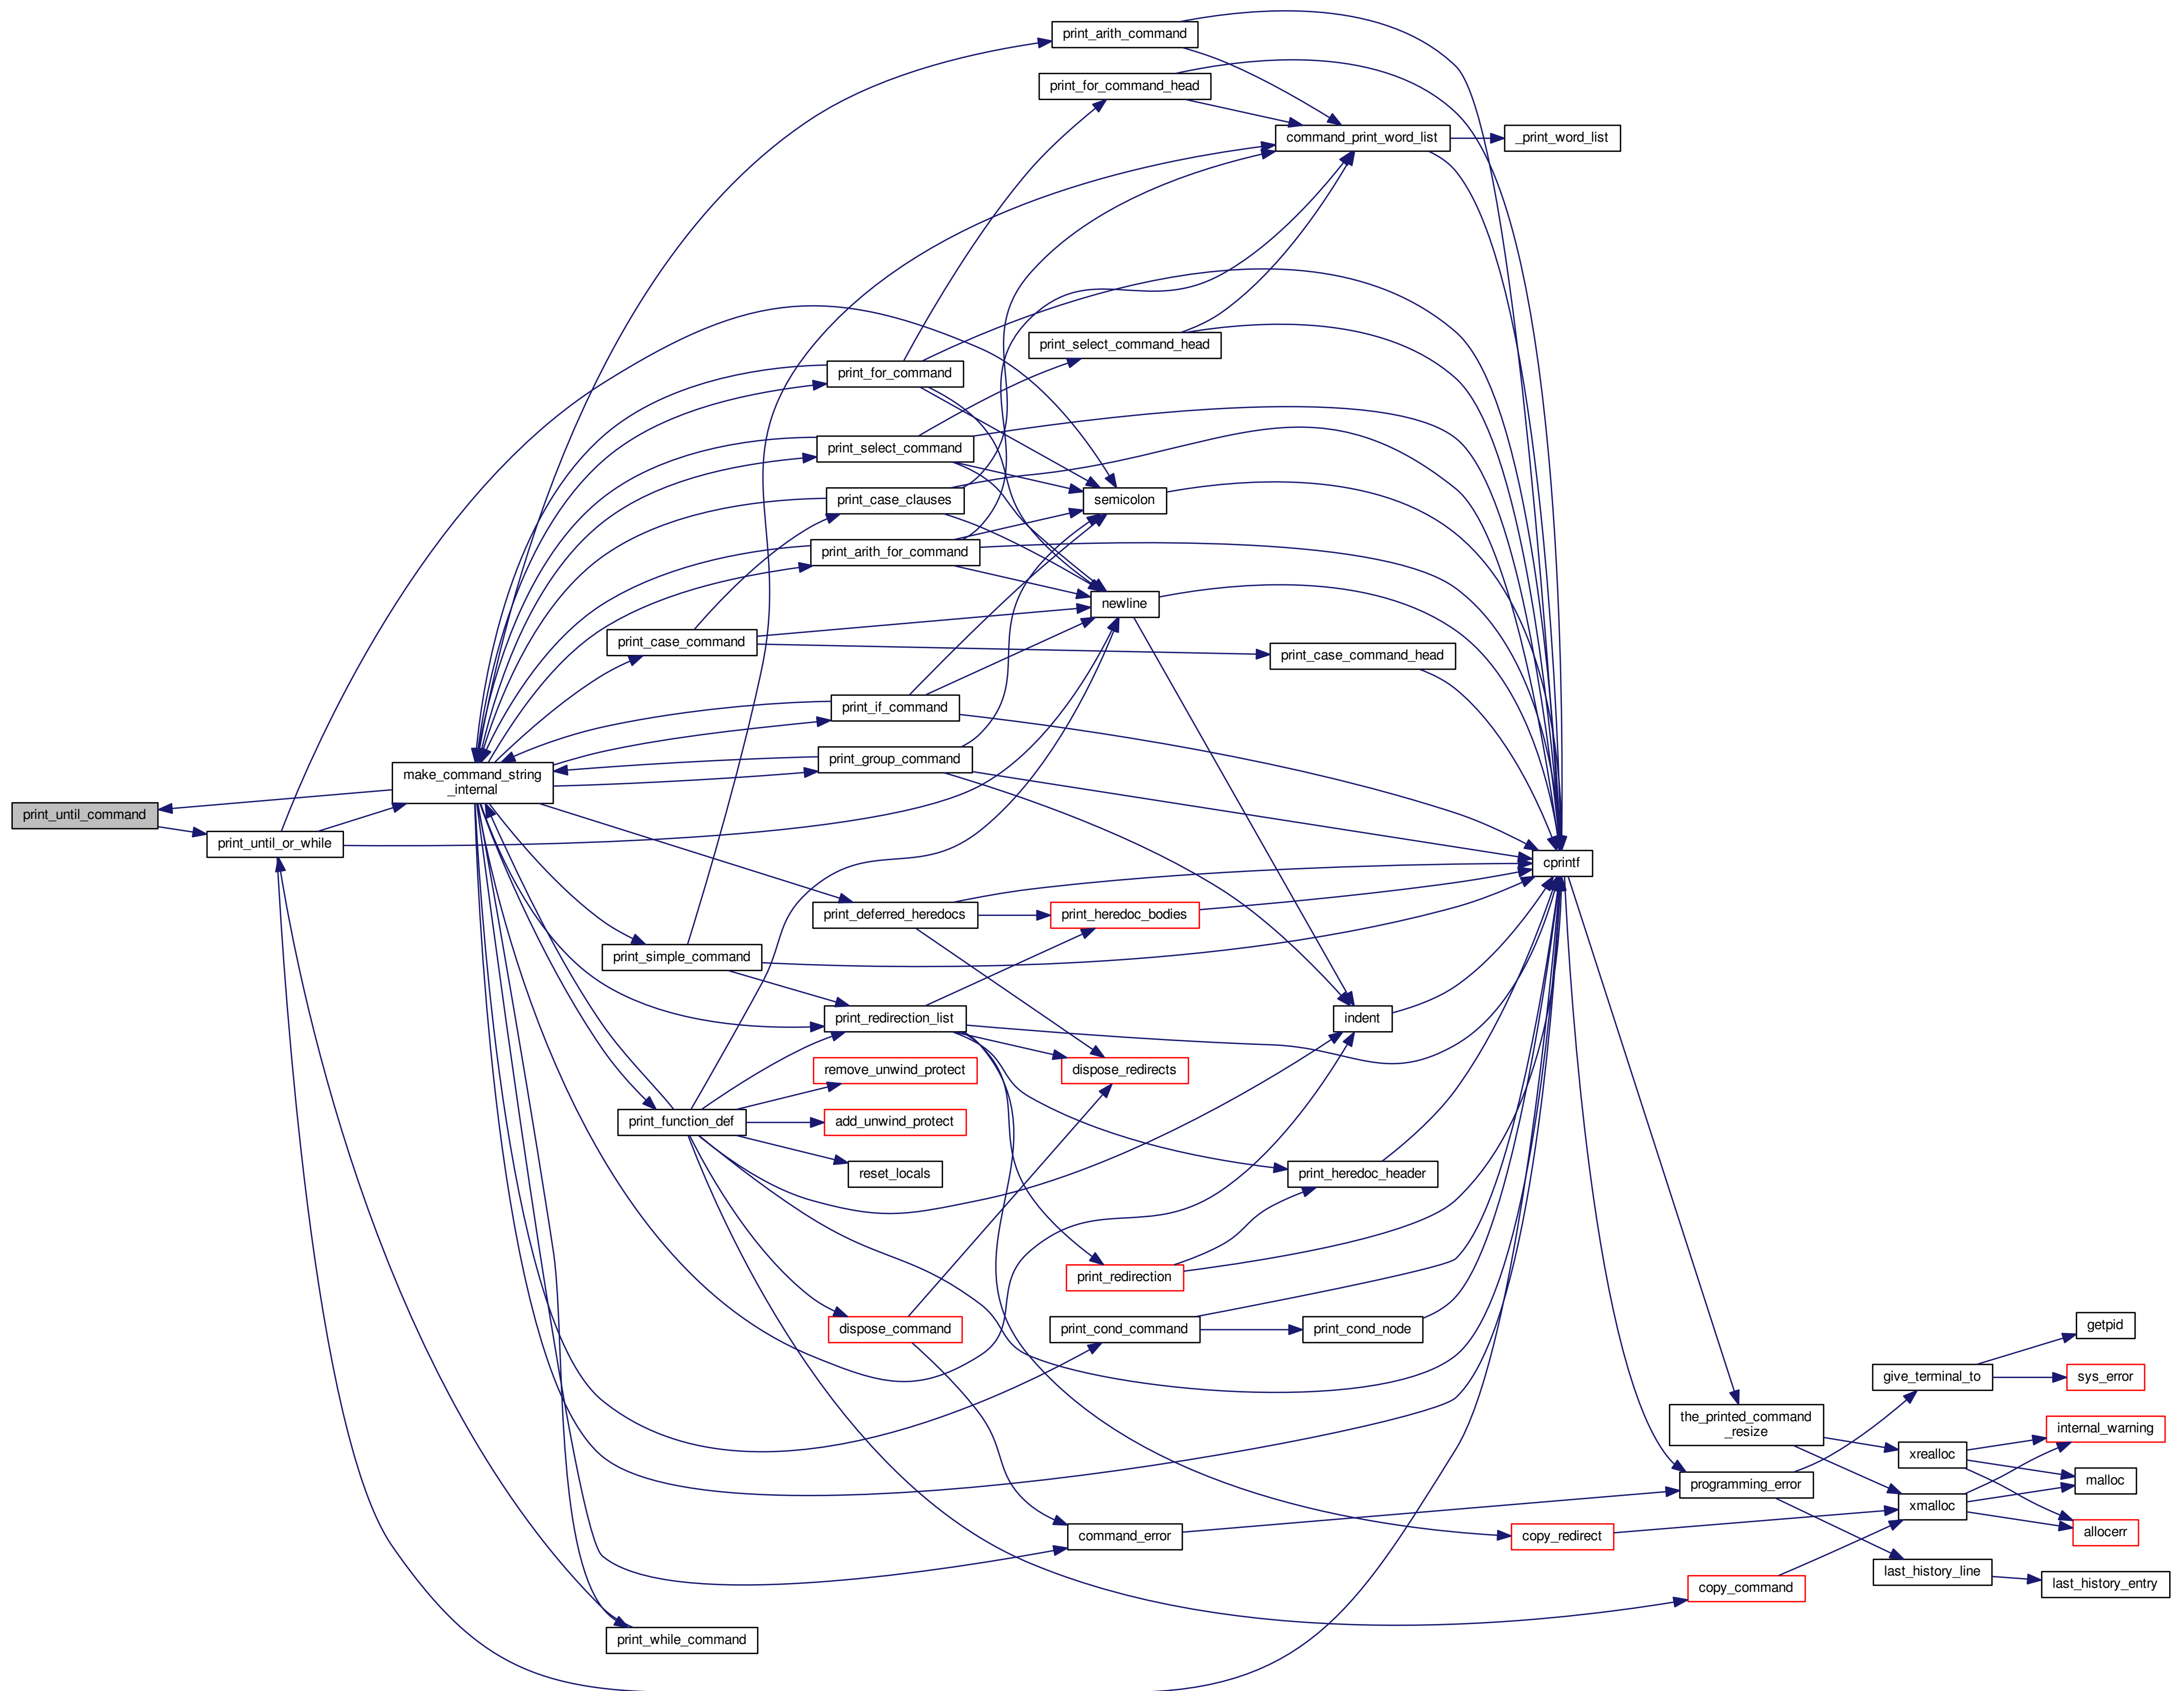 print_arith_command
print_for_command_head
command_print_word_list
_print_word_list
print_select_command_head
print_for_command
print_select_command
print_case_clauses
semicolon
print_arith_for_command
newline
print_case_command
print_case_command_head
print_if_command
print_group_command
make_command_string
_internal
print_until_command
print_until_or_while
cprintf
print_deferred_heredocs
print_heredoc_bodies
print_simple_command
print_redirection_list
indent
remove_unwind_protect
dispose_redirects
print_function_def
add_unwind_protect
reset_locals
print_heredoc_header
print_redirection
dispose_command
print_cond_command
print_cond_node
getpid
give_terminal_to
sys_error
the_printed_command
_resize
internal_warning
xrealloc
programming_error
malloc
xmalloc
command_error
copy_redirect
allocerr
last_history_line
last_history_entry
copy_command
print_while_command